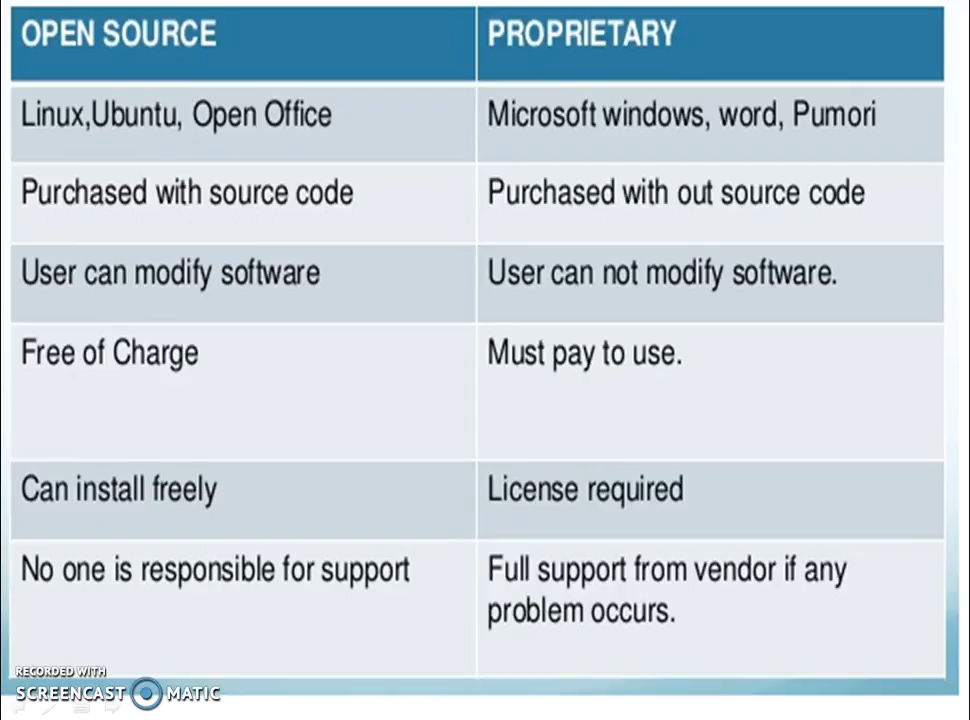 OPEN SOURCE
PROPRIETARY
Linux,Ubuntu, Open Office
Microsoft windows, word, Pumori
Purchased with source code
Purchased with out source code
User can modify software
User can not modify software.
Free of Charge
Must pay to use.
Can install freely
License required
No one is responsible for support
Full support from vendor if any
problem occurs.
RECORDED WITH
SCREENCAST MATIC